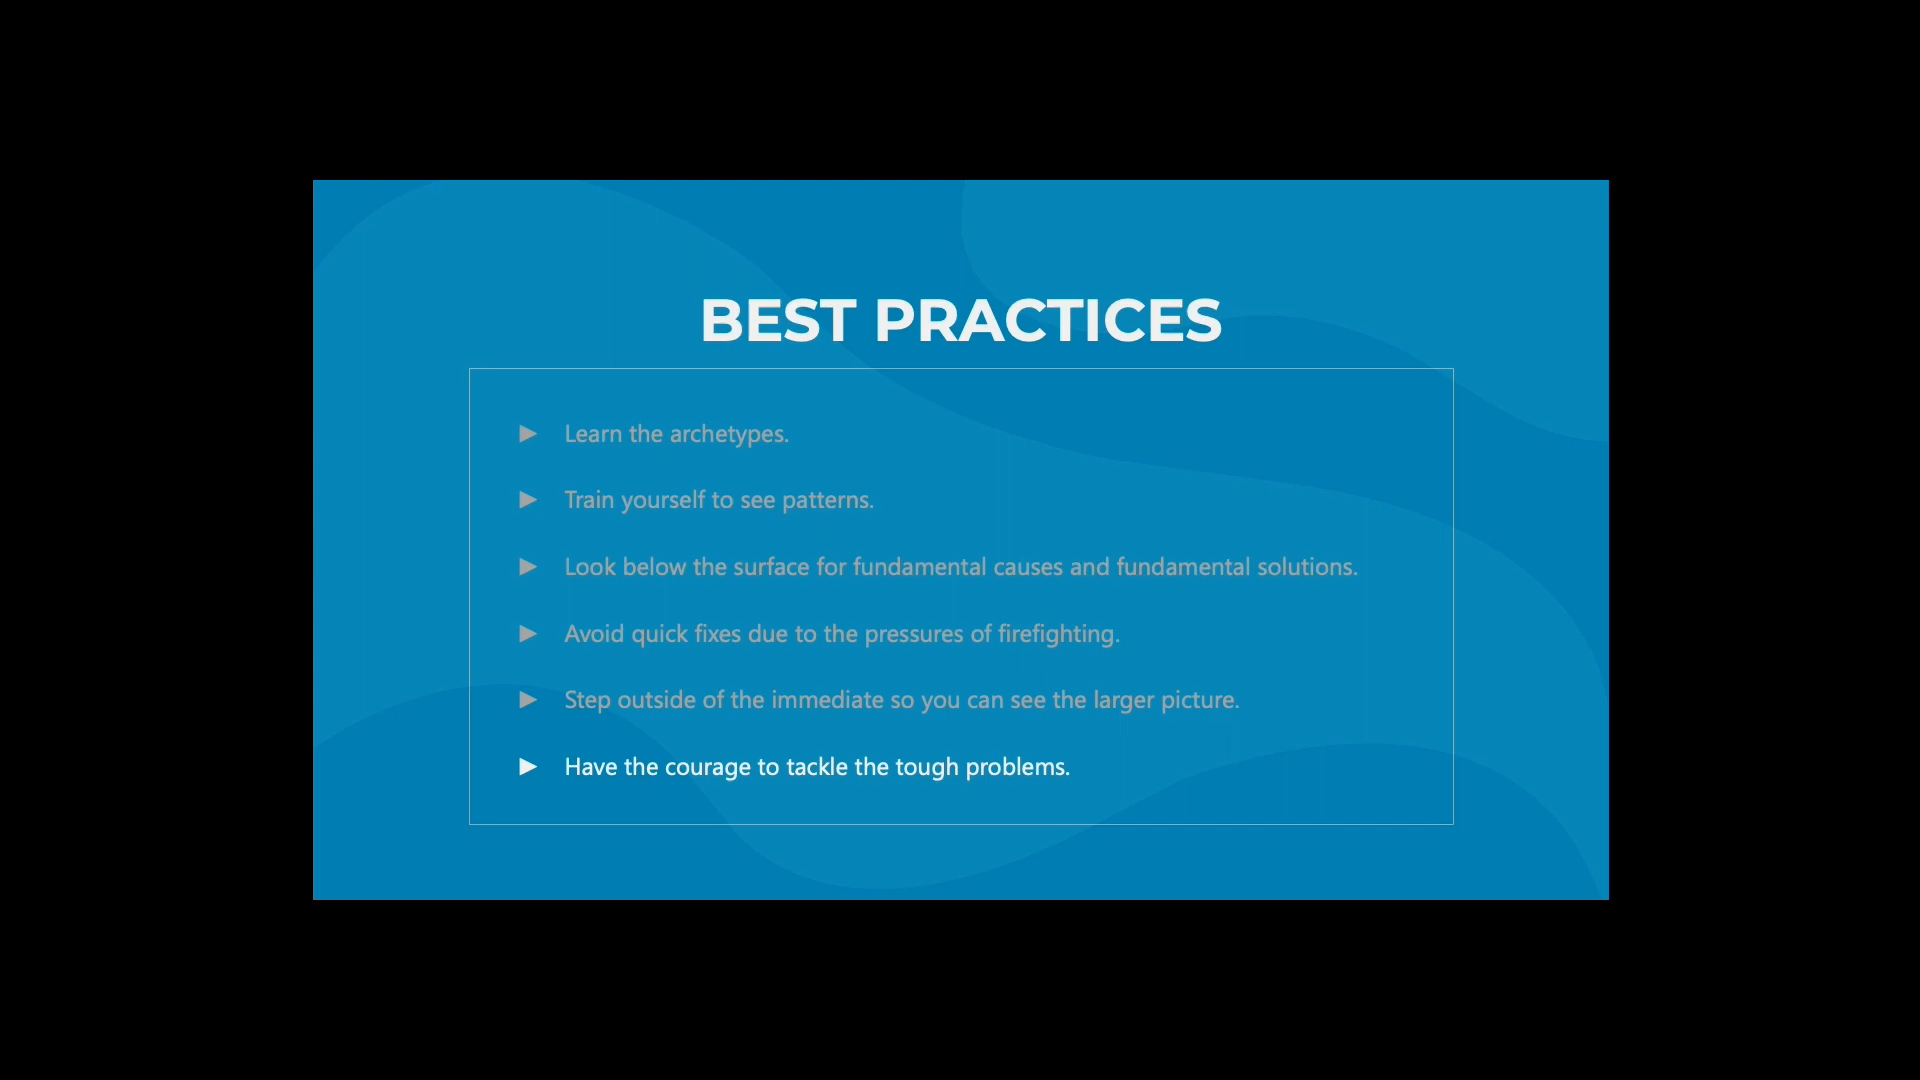 BEST PRACTICES
► Learn the archetypes.
► Train yourself to see patterns.
► Look below the surface for fundamental causes and fundamental solutions.
► Avoid quick fixes due to the pressures of firefighting.
► Step outside of the immediate so you can see the larger picture.
► Have the courage to tackle the tough problems.